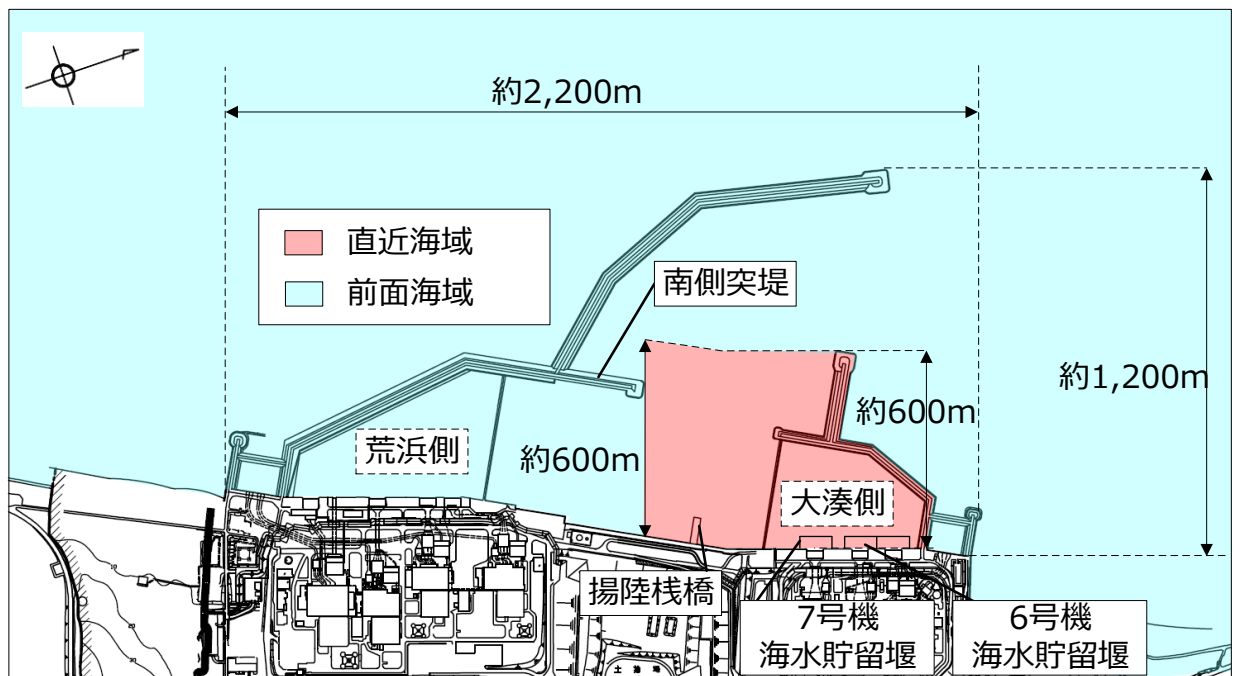 約2,200m
直近海域
前面海域
南側突堤
約1,200m
約600m
荒浜側
約600m
大湊側
揚陸桟橋
7号機
海水貯留堰
6号機
海水貯留堰